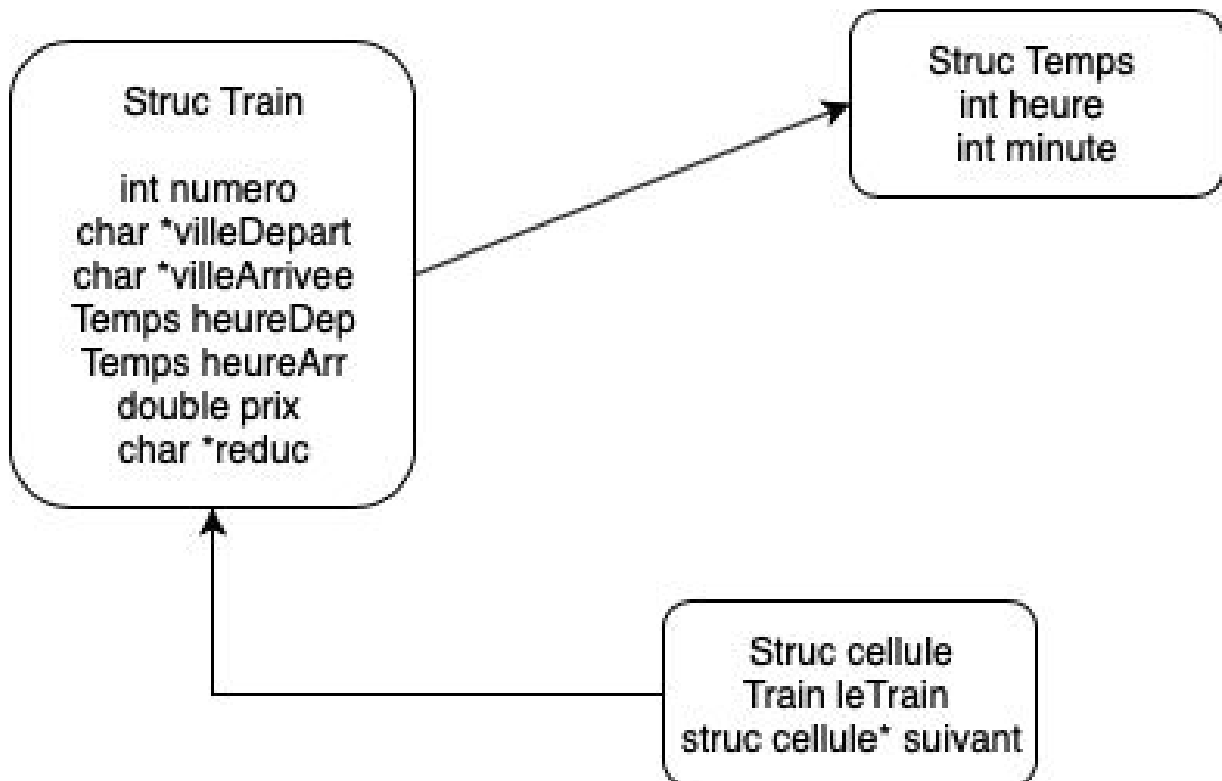 Struc Train
int numero
char *villeDepart
char *villeArrivee
Temps heureDep
Temps heureArr
double prix
char *reduc
Struc Temps
int heure
int minute
Struc cellule
Train leTrain
struc cellule* suivant